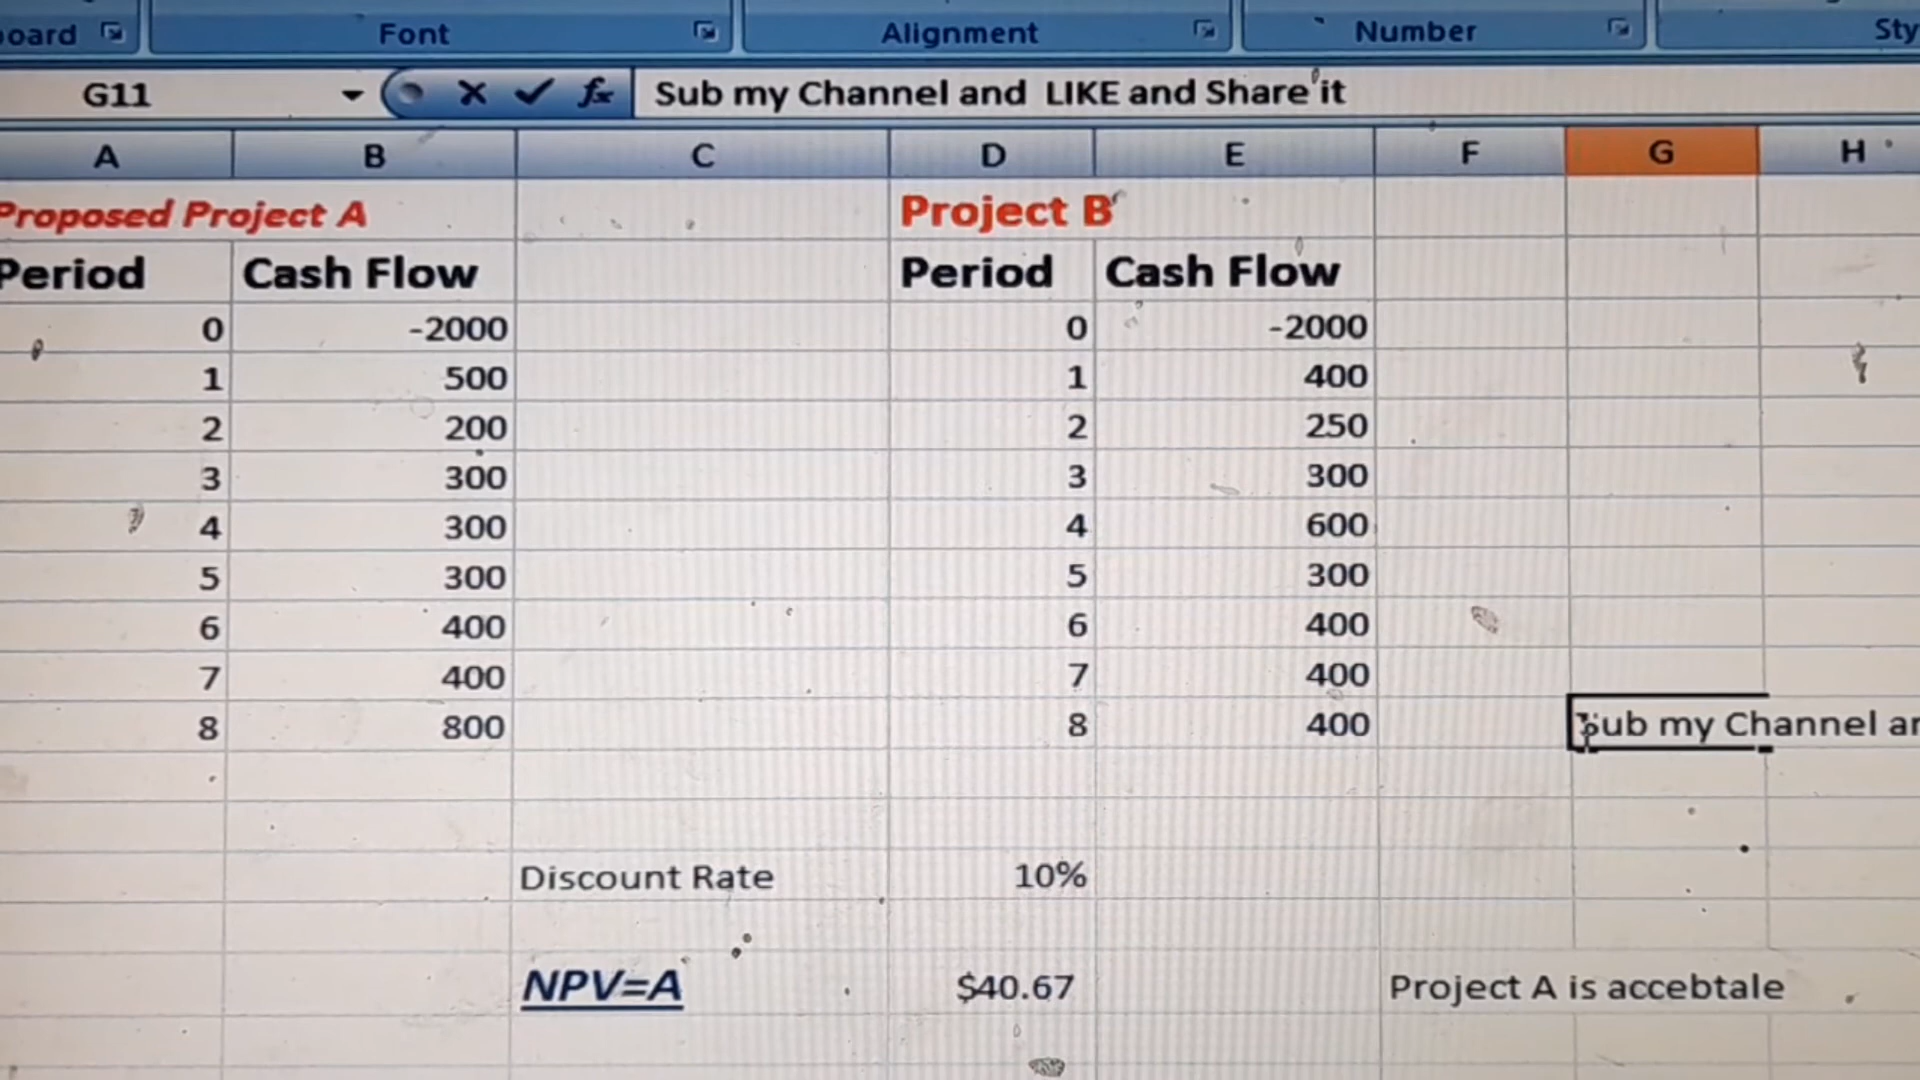 oard Font Alignment Number Sty
G11 fx Sub my Channel and LIKE and Share it
A B C D E F G H
Proposed Project A Project B
Period Cash Flow Period Cash Flow
0 -2000 0 -2000
1 500 1 400
2 200 2 250
3 300 3 300
4 300 4 600
5 300 5 300
6 400 6 400
7 400 7 400
8 800 8 400 Sub my Channel an
Discount Rate 10%
NPV=A $40.67 Project A is accebtale